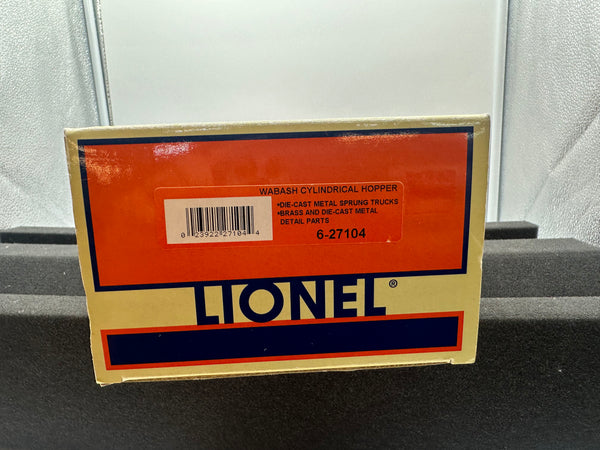 WABASH CYLINDRICAL HOPPER
•DIE-CAST METAL SPRUNG TRUCKS
•BRASS AND DIE-CAST METAL
DETAIL PARTS
0 23922 27104 4
6-27104
LIONEL®